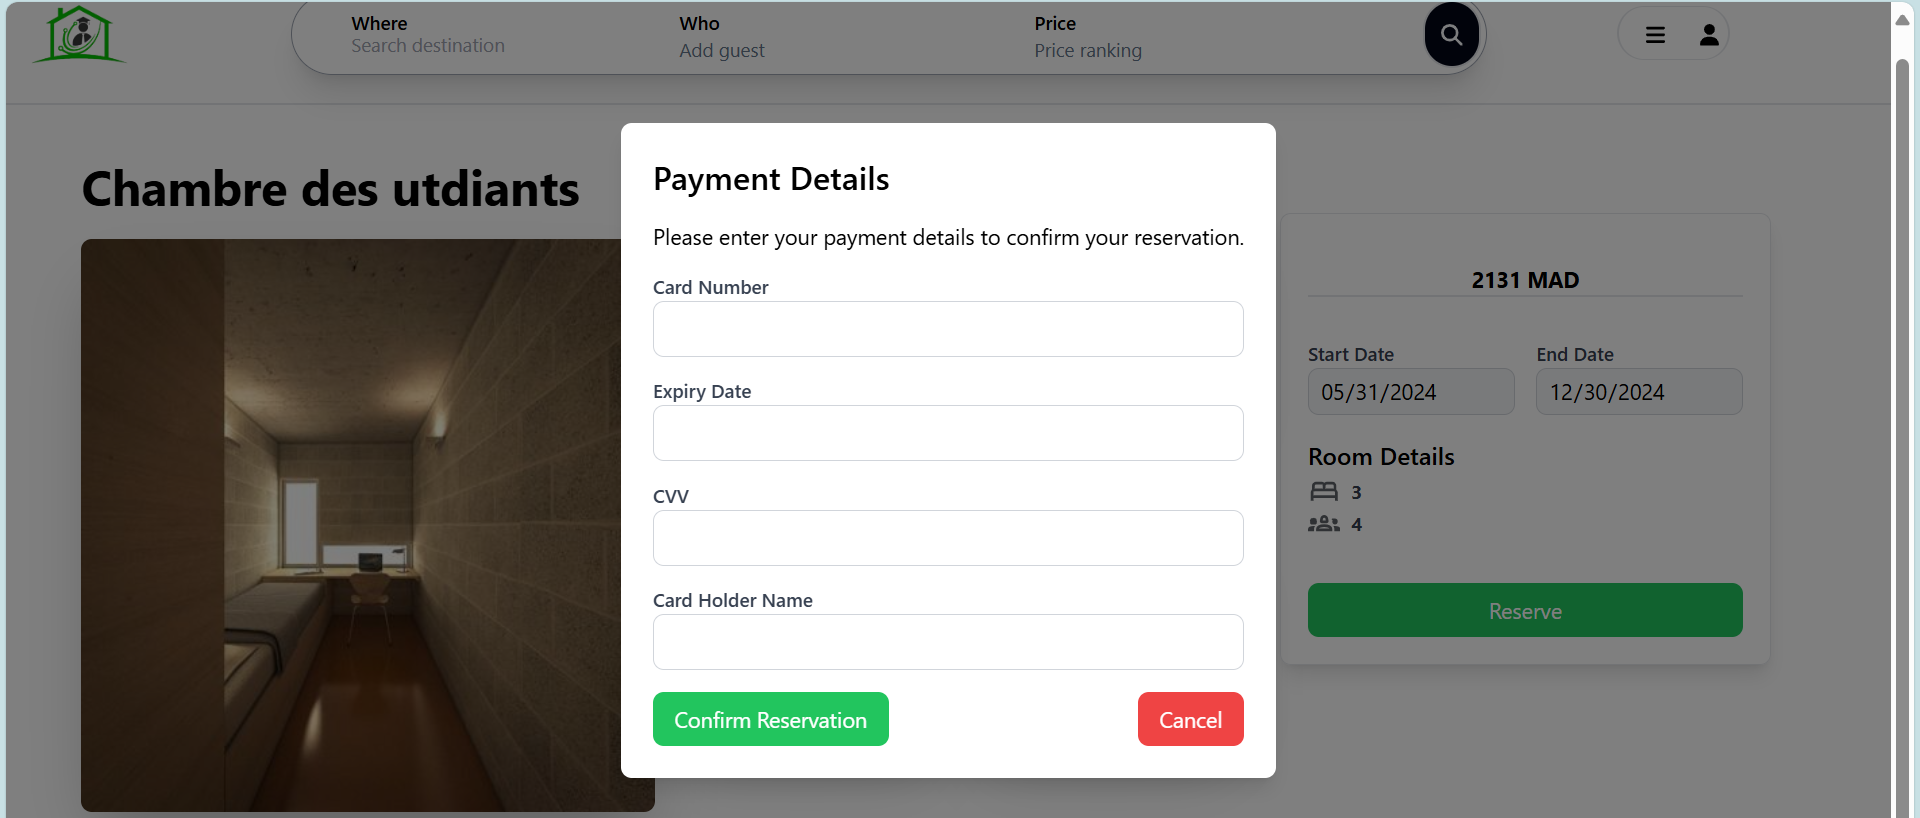 Where
Search destination
Who
Add guest
Price
Price ranking
Chambre des utdiants
Payment Details
Please enter your payment details to confirm your reservation.
Card Number
Expiry Date
CVV
Card Holder Name
Confirm Reservation
Cancel
2131 MAD
Start Date
End Date
05/31/2024
12/30/2024
Room Details
3
4
Reserve